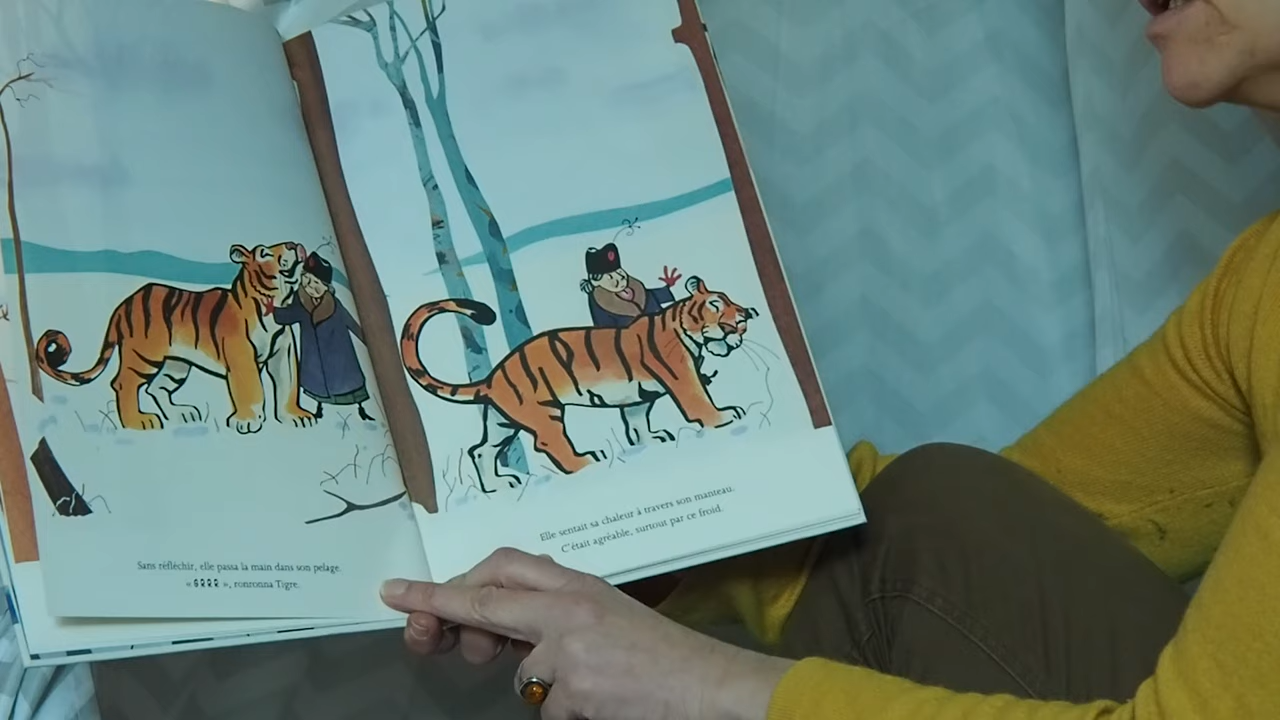 Sans réfléchir, elle passa la main dans son pelage.
« GRRR », ronronna Tigre.
Elle sentait sa chaleur à travers son manteau.
C'était agréable, surtout par ce froid.